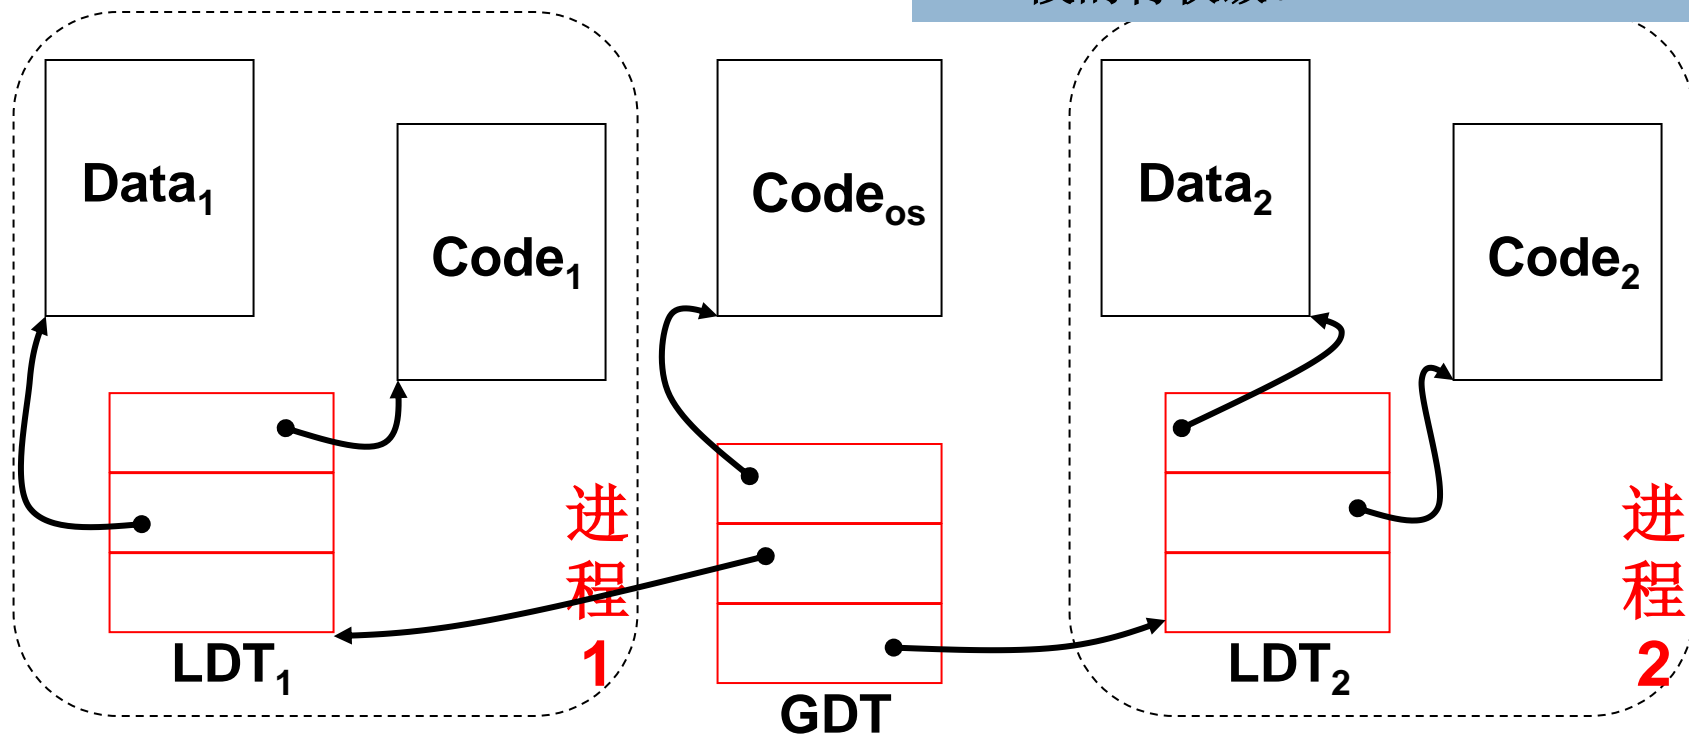 Data1
Code1
Codeos
Data2
Code2
进程1
进程2
LDT1
GDT
LDT2